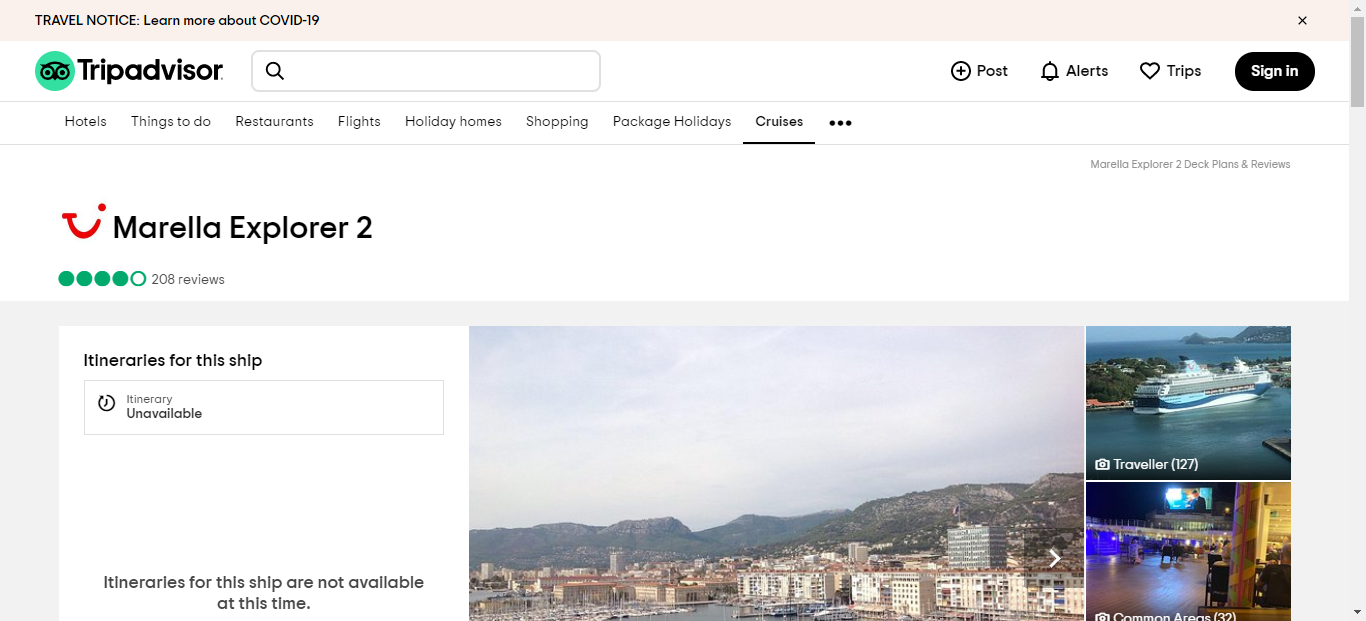 TRAVEL NOTICE: Learn more about COVID-19
Tripadvisor
Post
Alerts
Trips
Sign in
Hotels
Things to do
Restaurants
Flights
Holiday homes
Shopping
Package Holidays
Cruises
Marella Explorer 2 Deck Plans & Reviews
Marella Explorer 2
208 reviews
Itineraries for this ship
Itinerary
Unavailable
Itineraries for this ship are not available
at this time.
Traveller (127)
Common Areas (32)